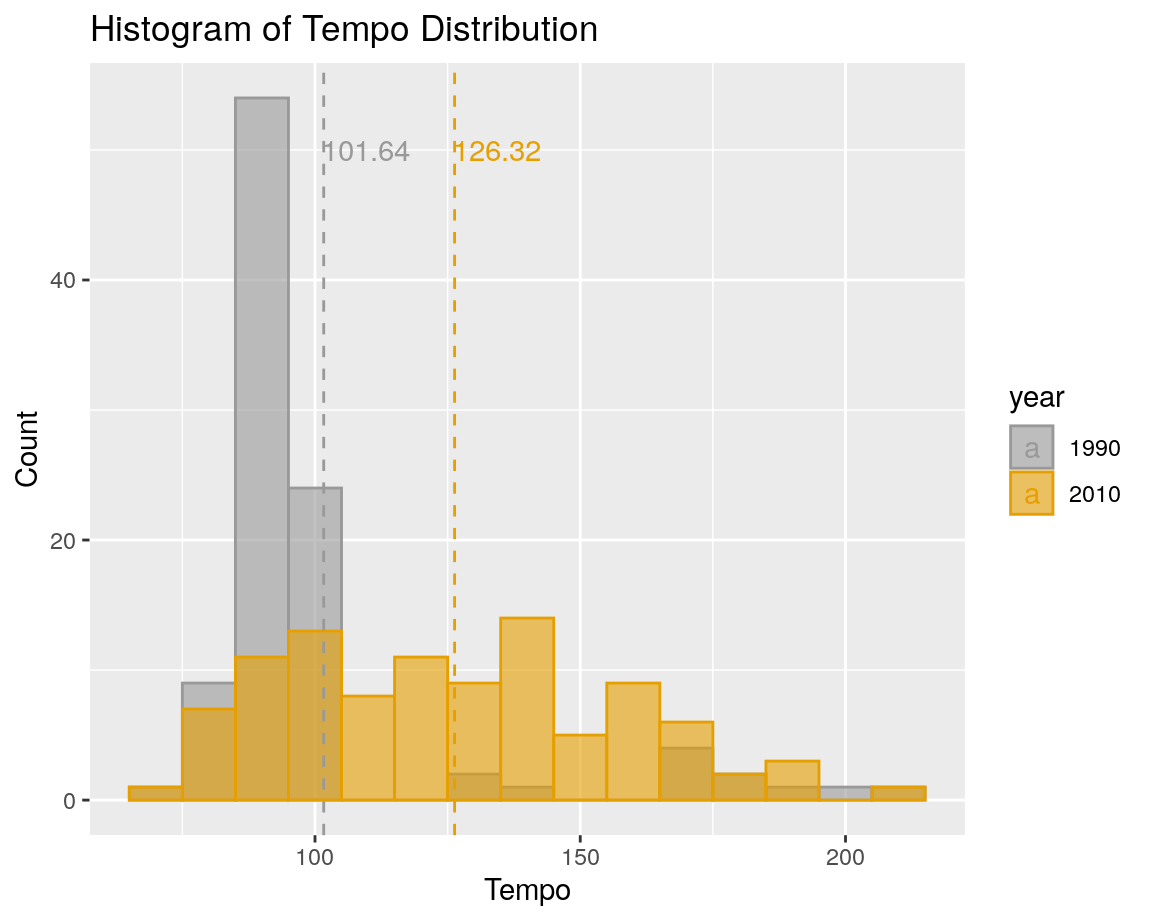 Histogram of Tempo Distribution
101.64
126.32
40
20
0
Count
100
150
200
Tempo
year
a 1990
a 2010